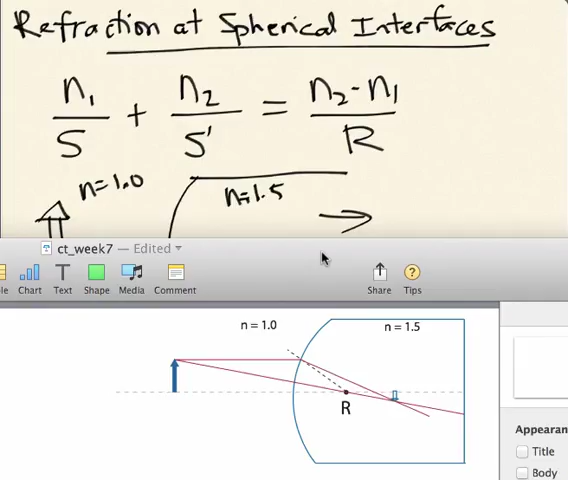 Refraction at Spherical Interfaces
n₁/S + n₂/S' = n₂-n₁/R
n=1.0
n=1.5
ct_week7 — Edited
Chart Text Shape Media Comment Share Tips
n = 1.0
n = 1.5
R
Appearan
Title
Body